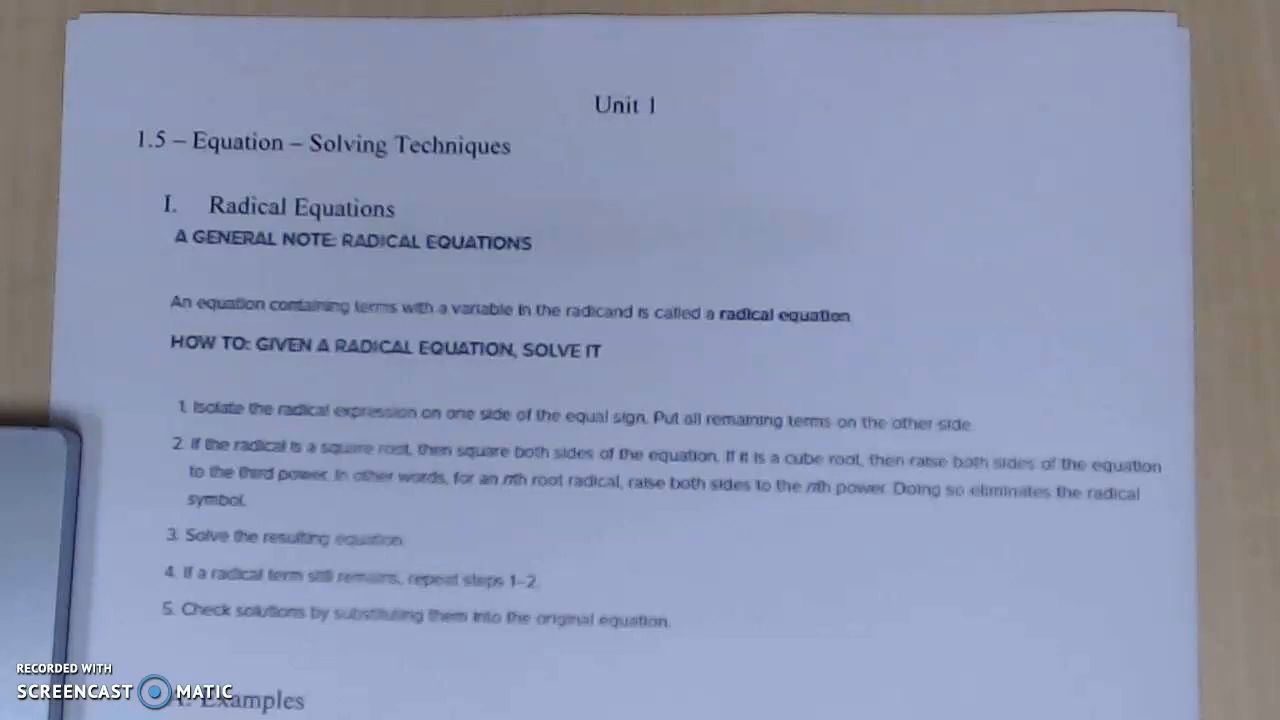 Unit 1
1.5 – Equation – Solving Techniques
I. Radical Equations
A GENERAL NOTE: RADICAL EQUATIONS
An equation containing terms with a variable in the radicand is called a radical equation
HOW TO: GIVEN A RADICAL EQUATION, SOLVE IT
1. Isolate the radical expression on one side of the equal sign. Put all remaining terms on the other side.
2. If the radical is a square root, then square both sides of the equation. If it is a cube root, then raise both sides of the equation
to the third power. In other words, for an nth root radical, raise both sides to the nth power. Doing so eliminates the radical
symbol.
3. Solve the resulting equation.
4. If a radical term still remains, repeat steps 1–2.
5. Check solutions by substituting them into the original equation.
RECORDED WITH
SCREENCAST MATIC
Examples